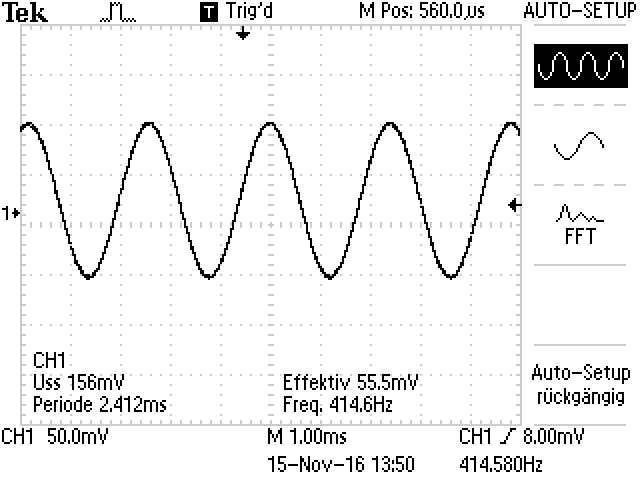 Tek T Trig'd M Pos: 560.0µs AUTO-SETUP
1
FFT
CH1
Uss 156mV Effektiv 55.5mV
Periode 2.412ms Freq. 414.6Hz
Auto-Setup
rückgängig
CH1 50.0mV M 1.00ms CH1 8.00mV
15-Nov-16 13:50 414.580Hz